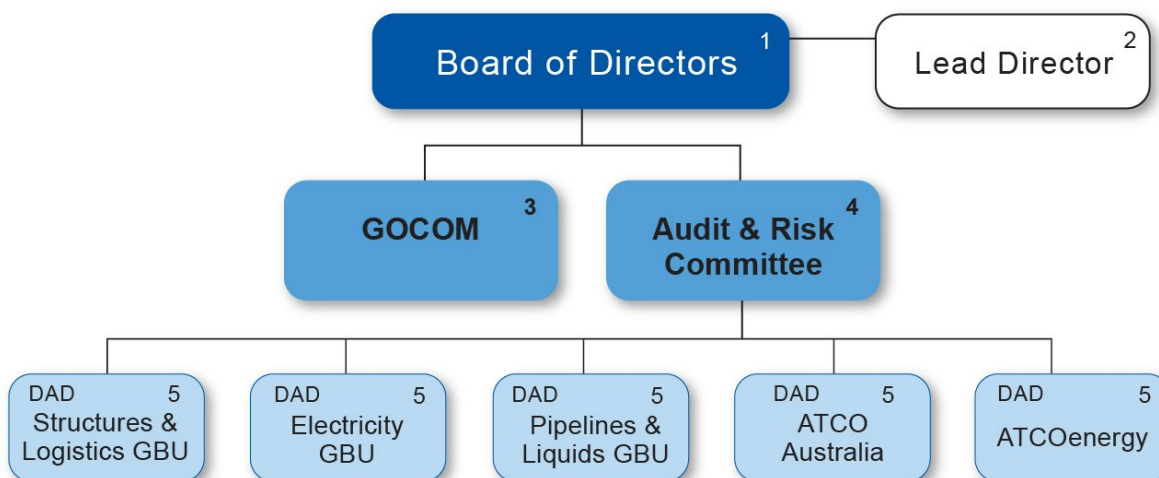 1
Board of Directors
2
Lead Director
3
GOCOM
4
Audit & Risk
Committee
DAD 5
Structures &
Logistics GBU
DAD 5
Electricity
GBU
DAD 5
Pipelines &
Liquids GBU
DAD 5
ATCO
Australia
DAD 5
ATCOenergy